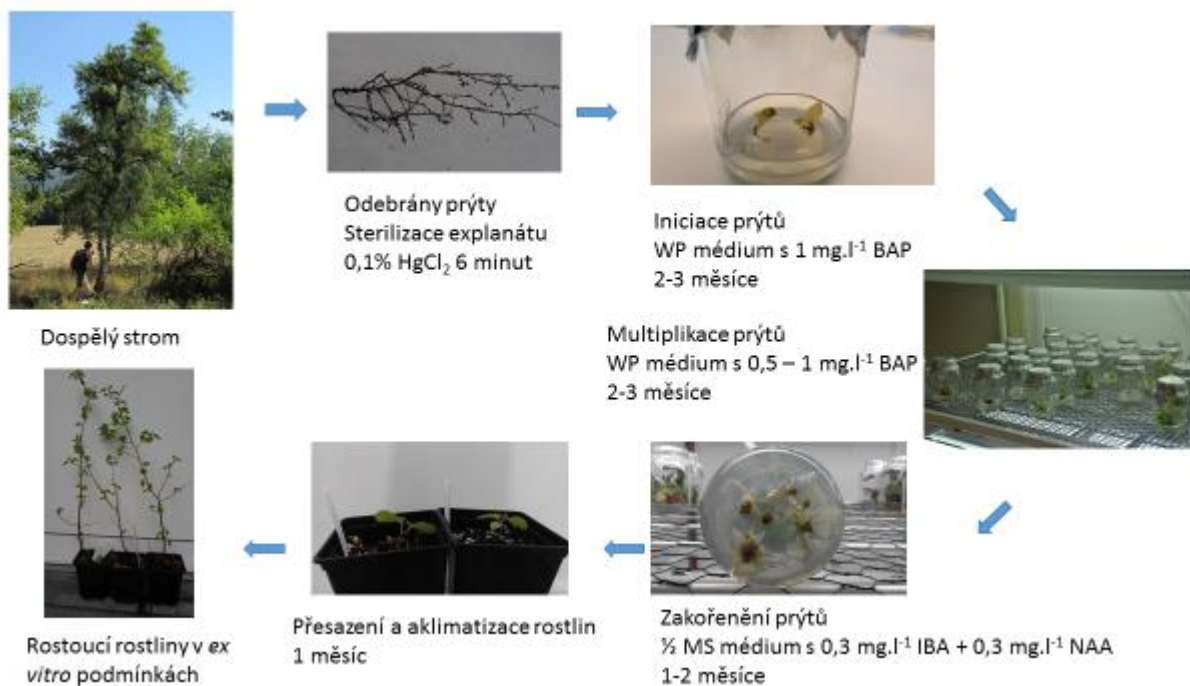 Dospělý strom
Odebrány prýty
Sterilizace explanátu
0,1% HgCl₂ 6 minut
Iniciace prýtů
WP médium s 1 mg.l⁻¹ BAP
2-3 měsíce
Multiplikace prýtů
WP médium s 0,5 – 1 mg.l⁻¹ BAP
2-3 měsíce
Zakořenění prýtů
½ MS médium s 0,3 mg.l⁻¹ IBA + 0,3 mg.l⁻¹ NAA
1-2 měsíce
Přesazení a aklimatizace rostlin
1 měsíc
Rostoucí rostliny v ex
vitro podmínkách